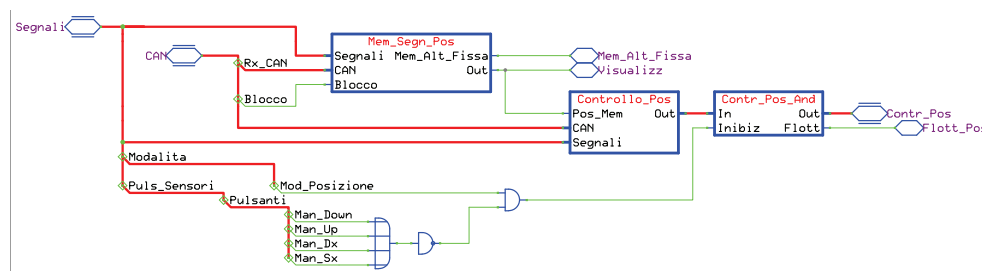 Segnali
CAN
Rx_CAN
Blocco
Mem_Segn_Pos
Segnali Mem_Alt_Fissa
CAN Out
Blocco
Mem_Alt_Fissa
Visualizz
Controllo_Pos
Pos_Mem Out
CAN
Segnali
Contr_Pos_And
In Out
Inibiz Flott
Contr_Pos
Flott_Pos
Modalita
Puls_Sensori
Mod_Posizione
Pulsanti
Man_Down
Man_Up
Man_Dx
Man_Sx